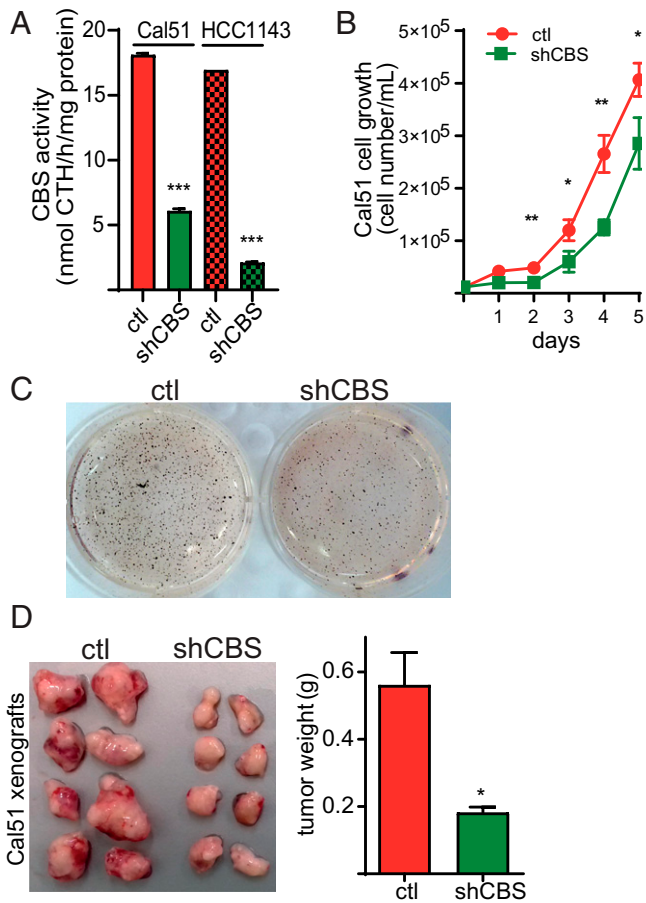 A
Cal51 HCC1143
CBS activity
(nmol CTH/h/mg protein)
20
15
10
5
***
***
ctl
shCBS
ctl
shCBS
B
ctl
shCBS
Cal51 cell growth
(cell number/mL)
5×10⁵
4×10⁵
3×10⁵
2×10⁵
1×10⁵
**
*
**
*
1 2 3 4 5
days
C
ctl shCBS
D
ctl shCBS
Cal51 xenografts
tumor weight (g)
0.6
0.4
0.2
*
ctl shCBS